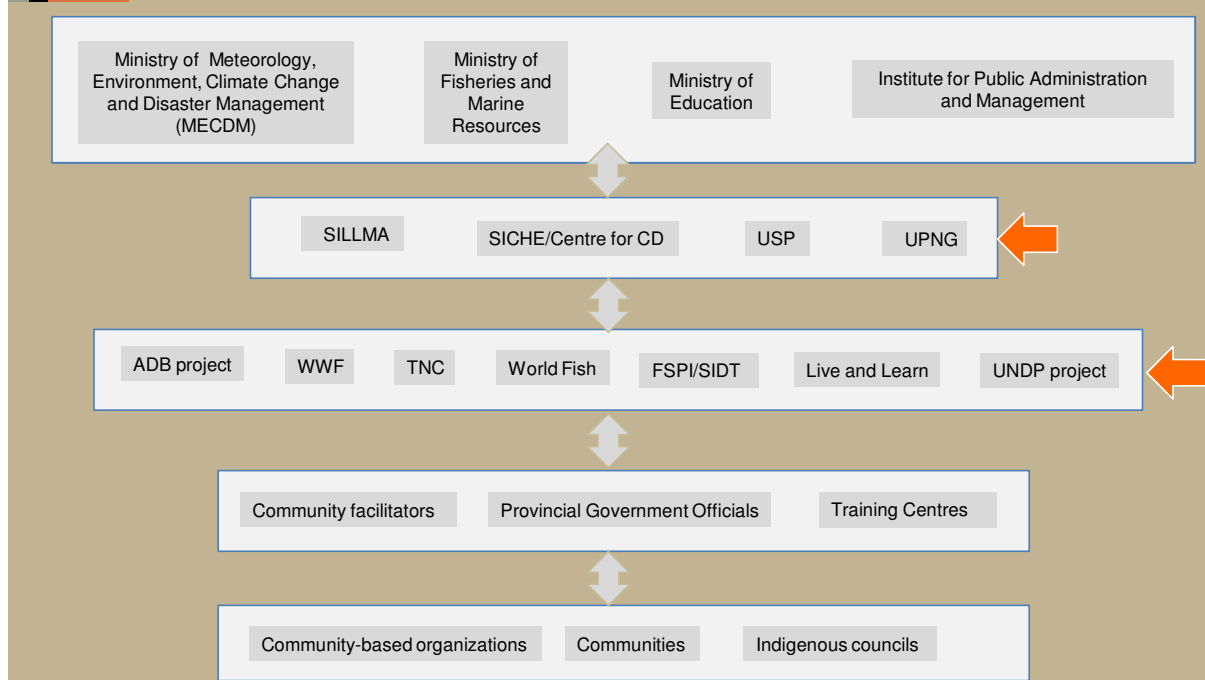 Ministry of Meteorology,
Environment, Climate Change
and Disaster Management
(MECDM)
Ministry of
Fisheries and
Marine
Resources
Ministry of
Education
Institute for Public Administration
and Management
SILLMA
SICHE/Centre for CD
USP
UPNG
ADB project
WWF
TNC
World Fish
FSPI/SIDT
Live and Learn
UNDP project
Community facilitators
Provincial Government Officials
Training Centres
Community-based organizations
Communities
Indigenous councils